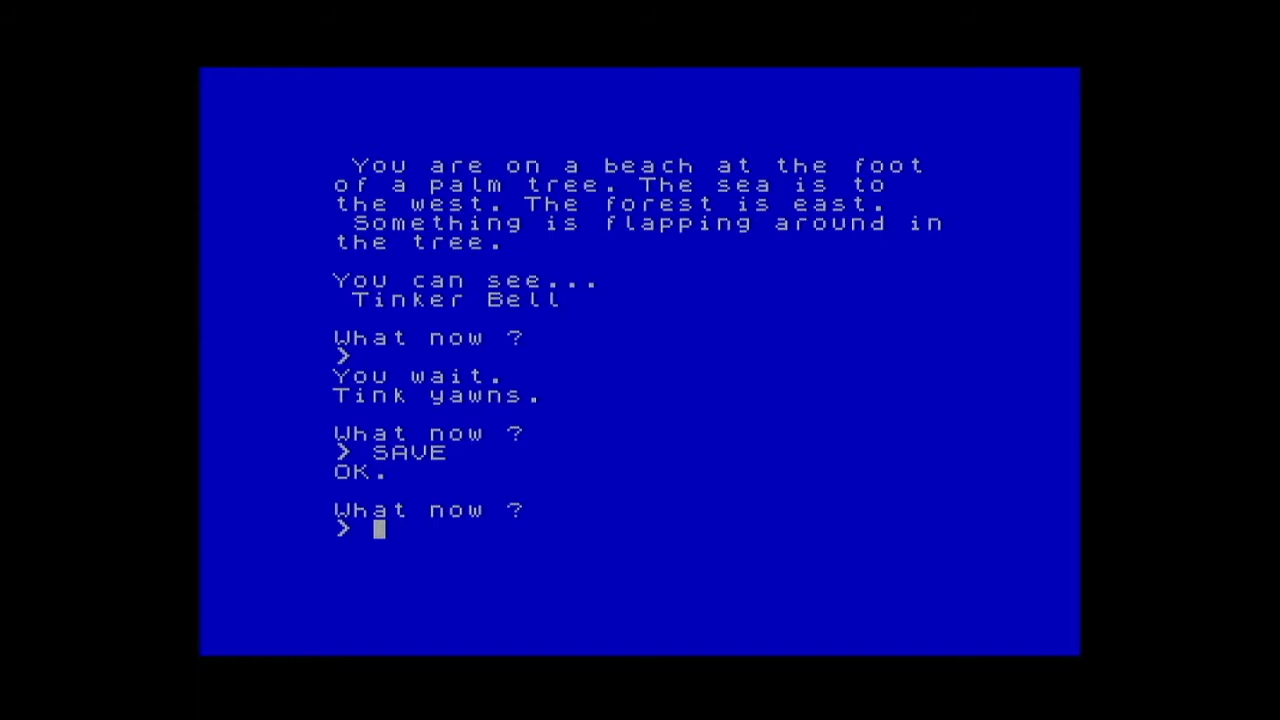 You are on a beach at the foot
of a palm tree. The sea is to
the west. The forest is east.
Something is flapping around in
the tree.
You can see...
Tinker Bell
What now ?
>
You wait.
Tink yawns.
What now ?
> SAVE
OK.
What now ?
>